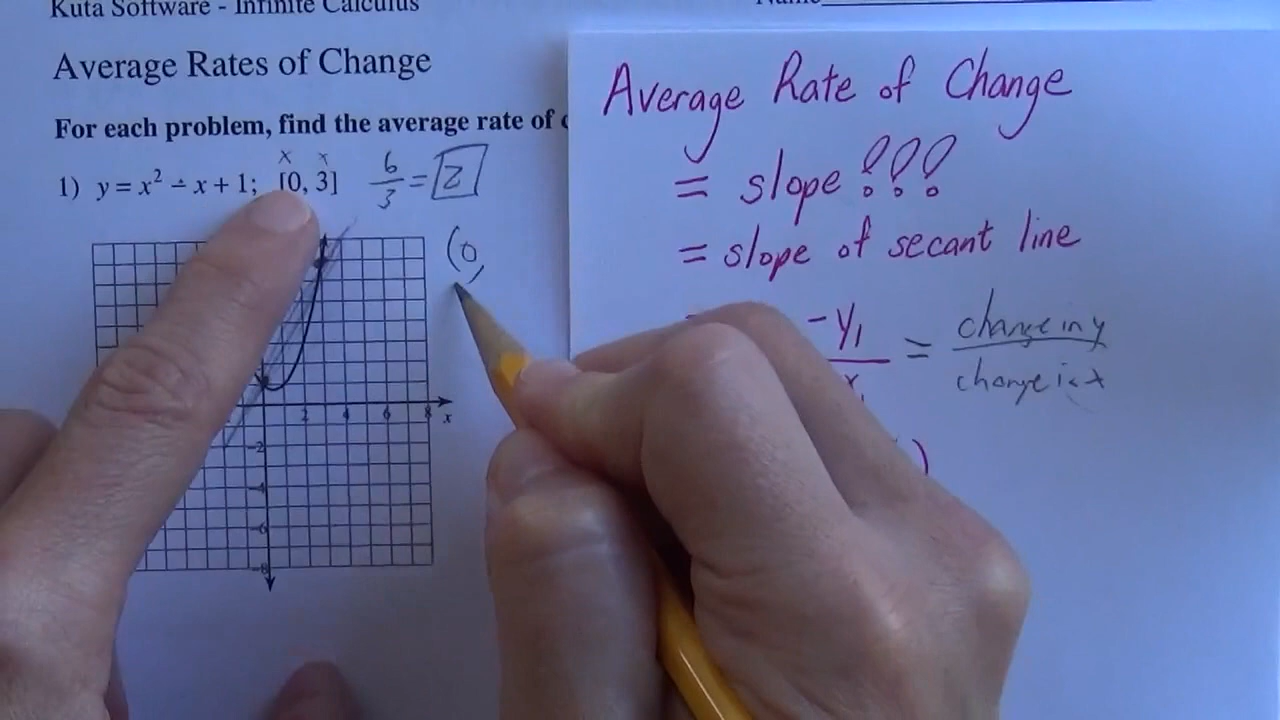 Kuta Software - Infinite Calculus
Average Rates of Change
For each problem, find the average rate of
x x
1) y = x² - x + 1; [0, 3] 6/3 = 2
(0,
x
2 4 6 8
-2
-4
-6
-8
Average Rate of Change
= slope !!!
= slope of secant line
- y₁ = change in y
change in x
)